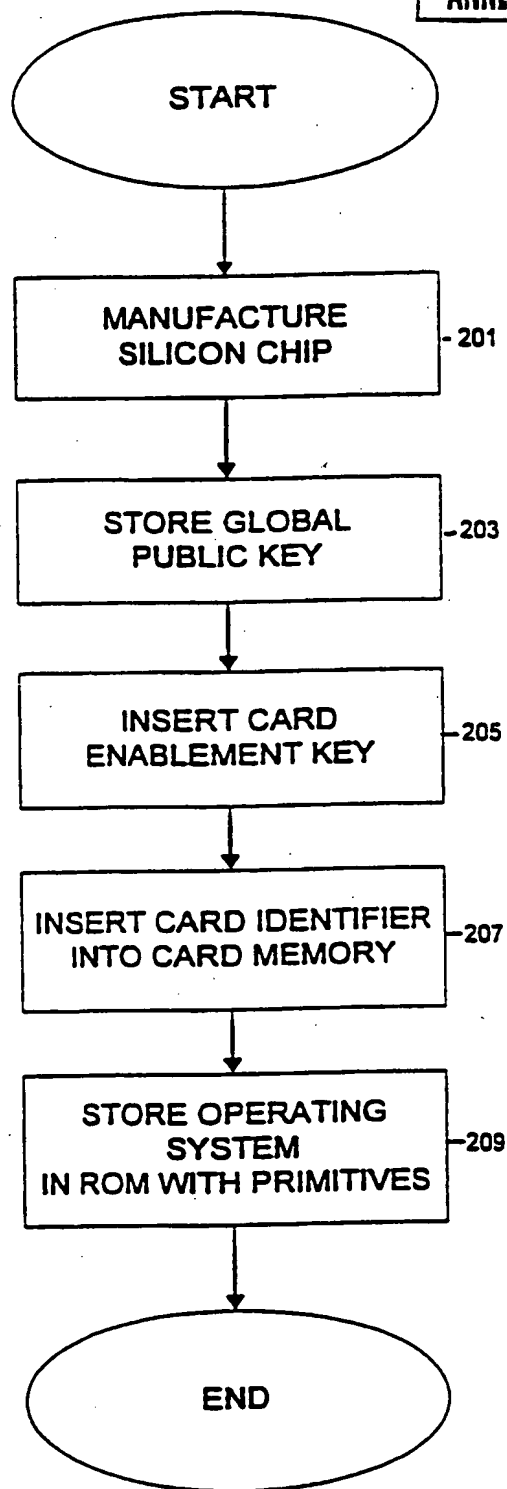 START
MANUFACTURE
SILICON CHIP
201
STORE GLOBAL
PUBLIC KEY
203
INSERT CARD
ENABLEMENT KEY
205
INSERT CARD IDENTIFIER
INTO CARD MEMORY
207
STORE OPERATING
SYSTEM
IN ROM WITH PRIMITIVES
209
END